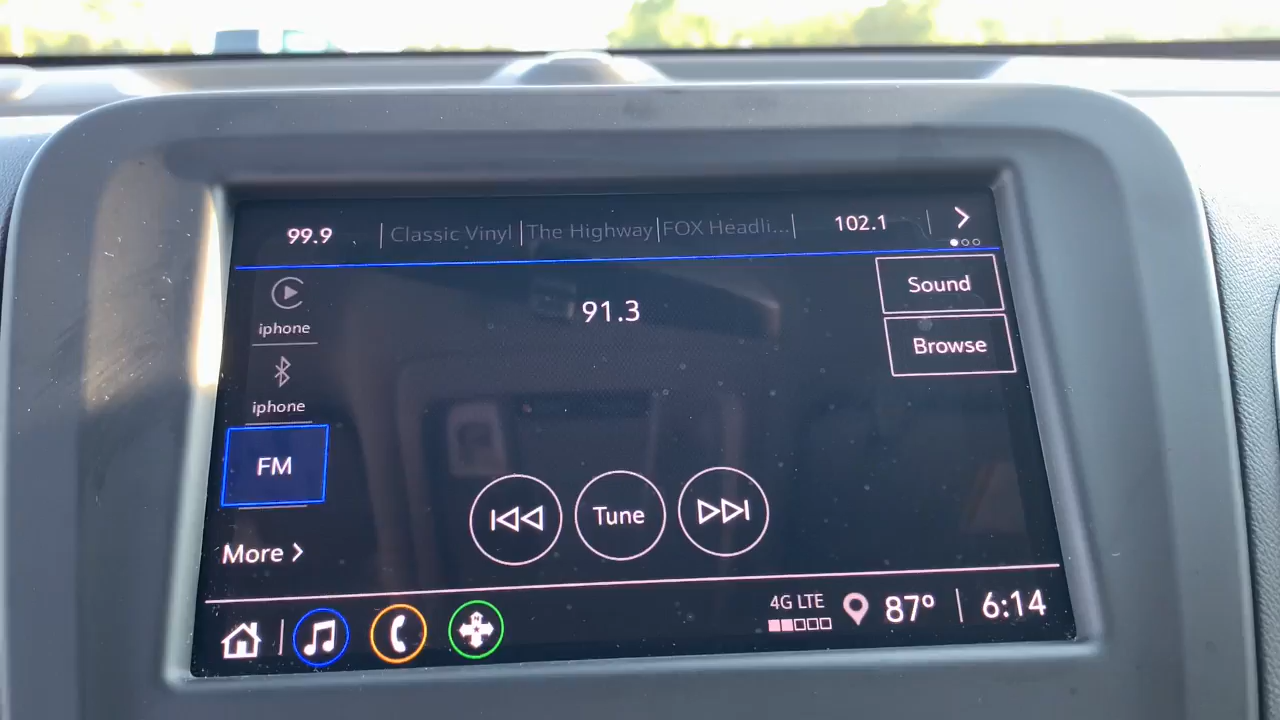 99.9 Classic Vinyl The Highway FOX Headli... 102.1
iphone
91.3
Sound
Browse
iphone
FM
Tune
More
4G LTE
87° 6:14